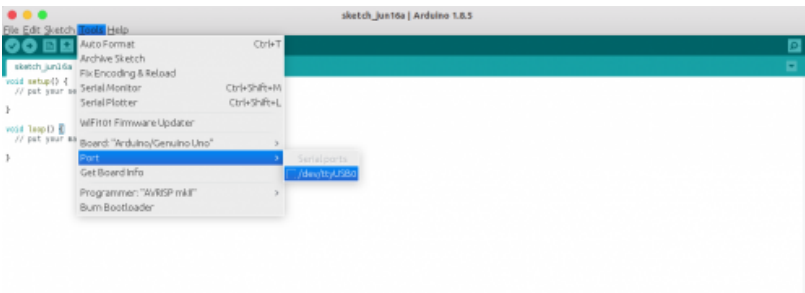 sketch_jun16a | Arduino 1.8.5
File Edit Sketch Tools Help
sketch_jun16a
Auto Format Ctrl+T
Archive Sketch
Fix Encoding & Reload
Serial Monitor Ctrl+Shift+M
Serial Plotter Ctrl+Shift+L
WiFi101 Firmware Updater
Board: "Arduino/Genuino Uno" >
Port >
Get Board Info
Programmer: "AVRISP mkII" >
Burn Bootloader
Serial ports
/dev/ttyUSB0
void setup() {
// put your se
}
void loop() {
// put your ma
}